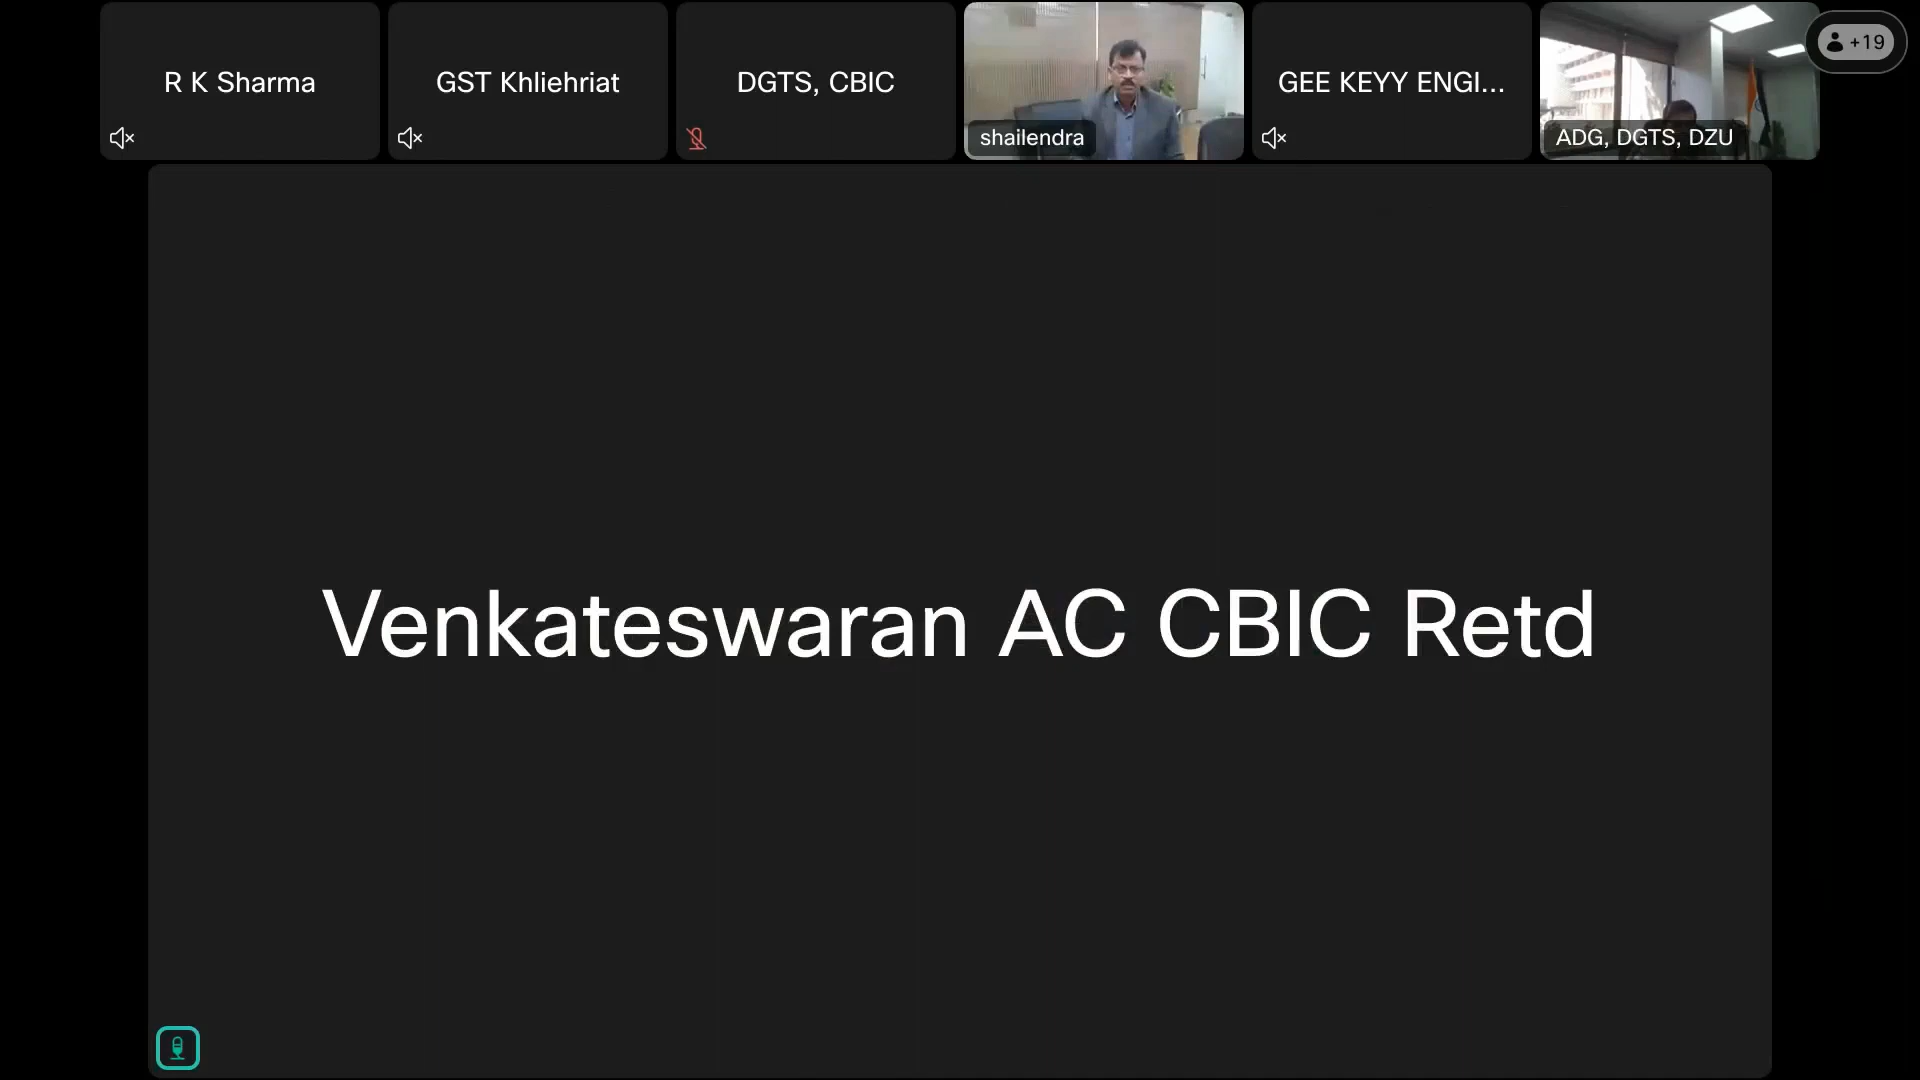 R K Sharma
GST Khliehriat
DGTS, CBIC
shailendra
GEE KEYY ENGI...
ADG, DGTS, DZU
+19
Venkateswaran AC CBIC Retd